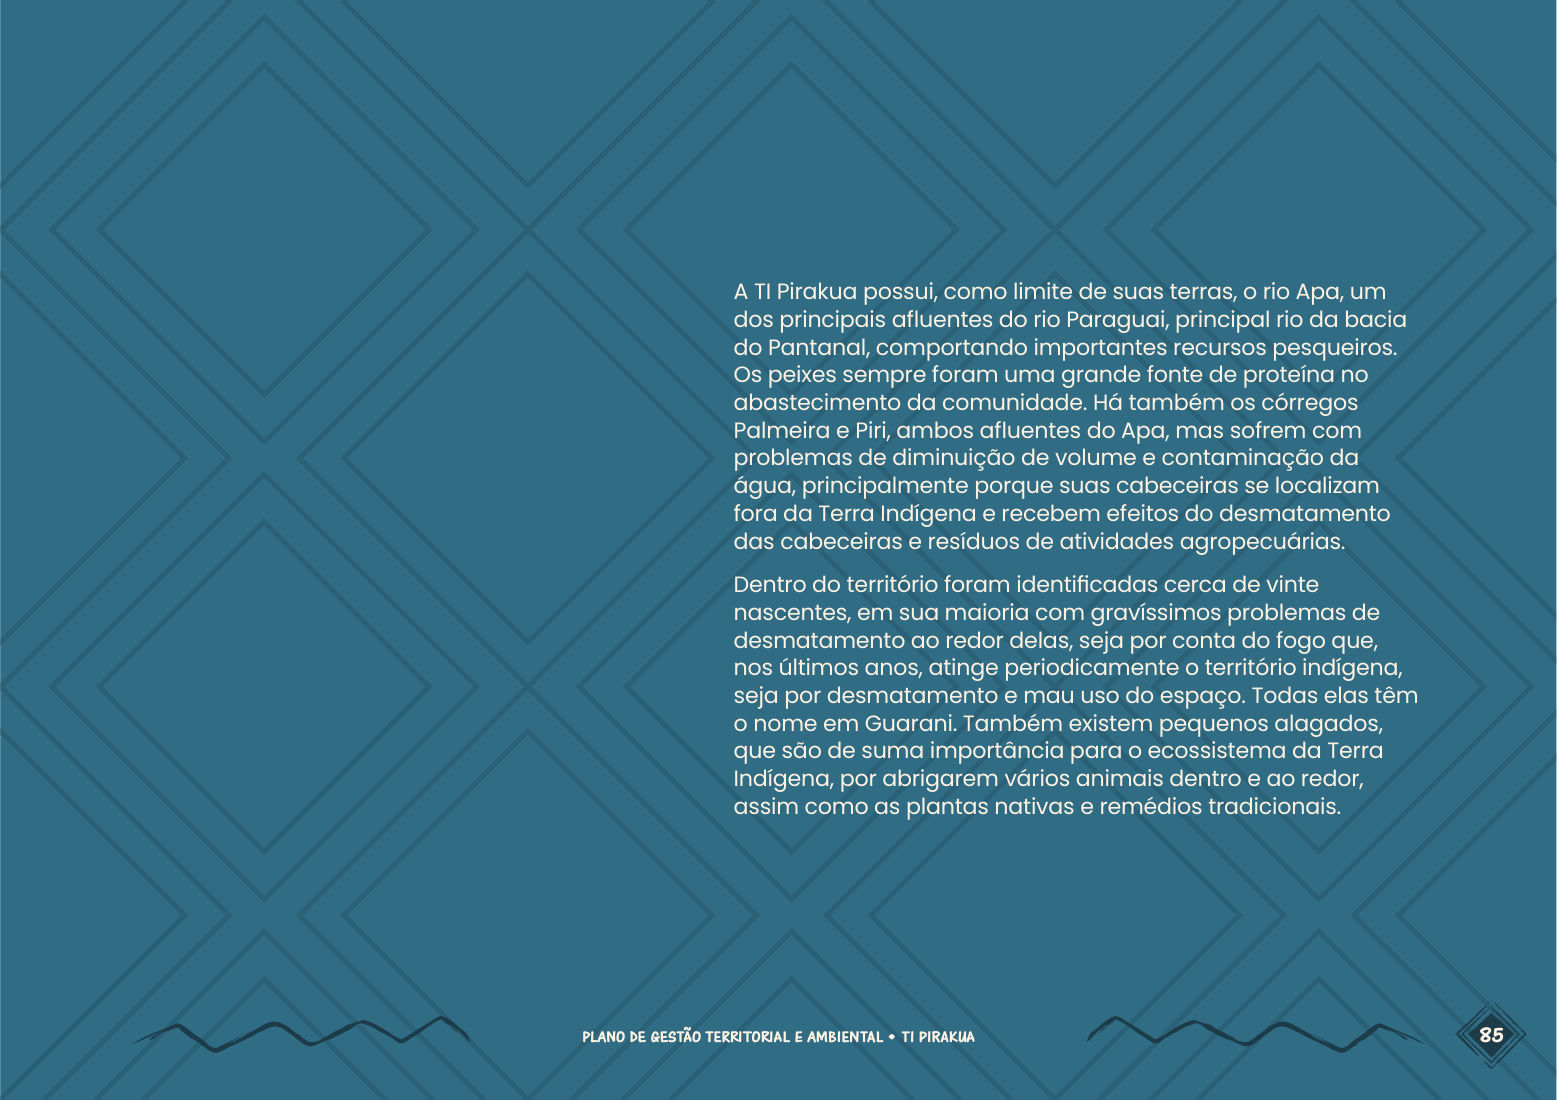 A TI Pirakua possui, como limite de suas terras, o rio Apa, um
dos principais afluentes do rio Paraguai, principal rio da bacia
do Pantanal, comportando importantes recursos pesqueiros.
Os peixes sempre foram uma grande fonte de proteína no
abastecimento da comunidade. Há também os córregos
Palmeira e Piri, ambos afluentes do Apa, mas sofrem com
problemas de diminuição de volume e contaminação da
água, principalmente porque suas cabeceiras se localizam
fora da Terra Indígena e recebem efeitos do desmatamento
das cabeceiras e resíduos de atividades agropecuárias.
Dentro do território foram identificadas cerca de vinte
nascentes, em sua maioria com gravíssimos problemas de
desmatamento ao redor delas, seja por conta do fogo que,
nos últimos anos, atinge periodicamente o território indígena,
seja por desmatamento e mau uso do espaço. Todas elas têm
o nome em Guarani. Também existem pequenos alagados,
que são de suma importância para o ecossistema da Terra
Indígena, por abrigarem vários animais dentro e ao redor,
assim como as plantas nativas e remédios tradicionais.
PLANO DE GESTÃO TERRITORIAL E AMBIENTAL • TI PIRAKUA
85